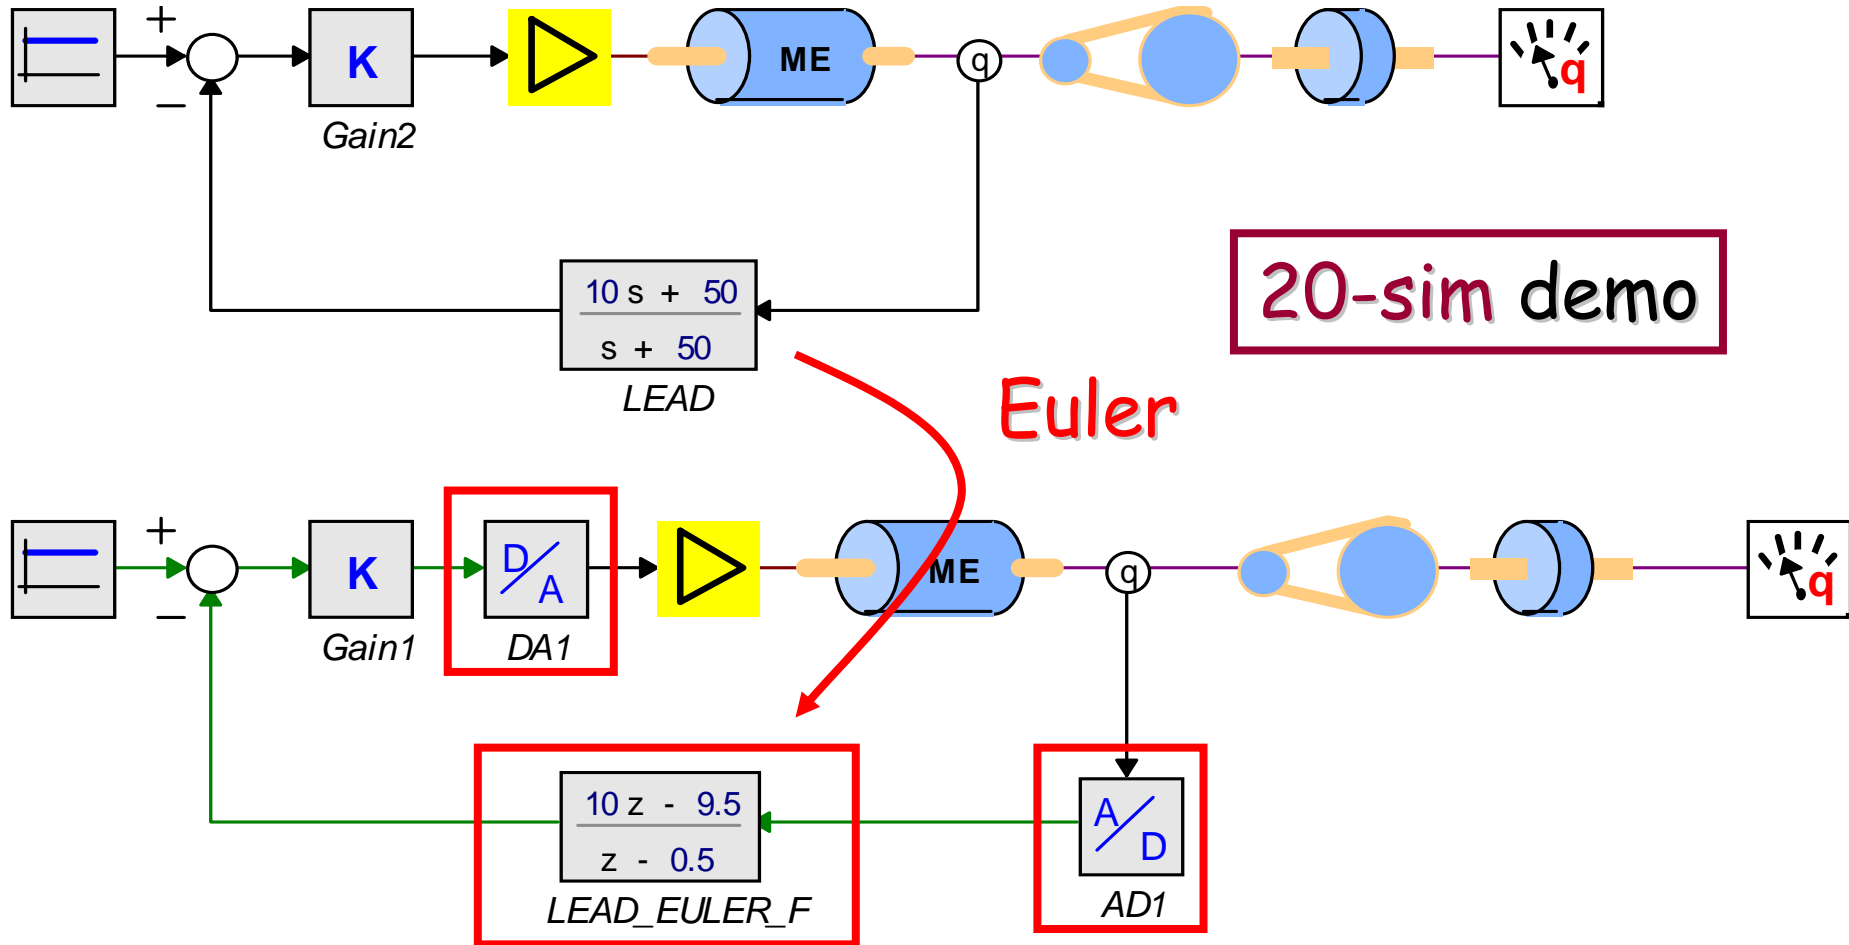 +
−
K
Gain2
ME
q
q
10 s + 50
s + 50
LEAD
20-sim demo
Euler
+
−
K
Gain1
D/A
DA1
ME
q
q
10 z - 9.5
z - 0.5
LEAD_EULER_F
A/D
AD1